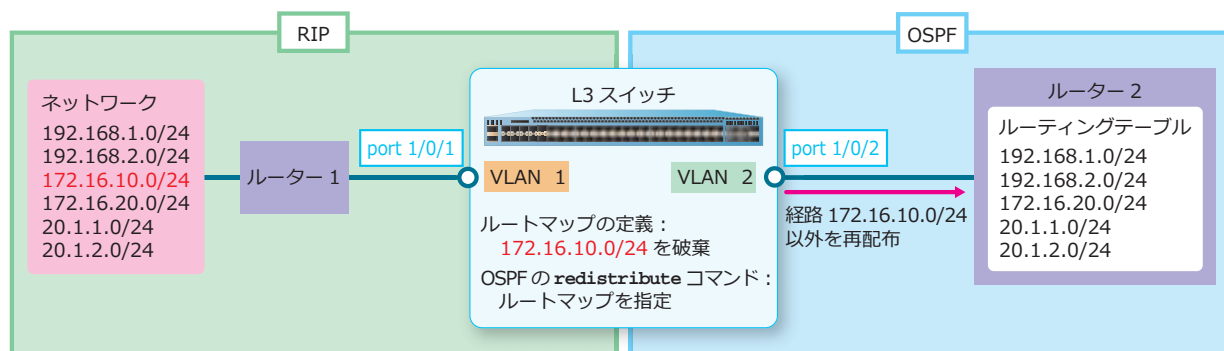 RIP
OSPF
ネットワーク
192.168.1.0/24
192.168.2.0/24
172.16.10.0/24
172.16.20.0/24
20.1.1.0/24
20.1.2.0/24
ルーター 1
port 1/0/1
L3 スイッチ
VLAN 1
VLAN 2
ルートマップの定義：
172.16.10.0/24 を破棄
OSPF の redistribute コマンド：
ルートマップを指定
port 1/0/2
経路 172.16.10.0/24
以外を再配布
ルーター 2
ルーティングテーブル
192.168.1.0/24
192.168.2.0/24
172.16.20.0/24
20.1.1.0/24
20.1.2.0/24